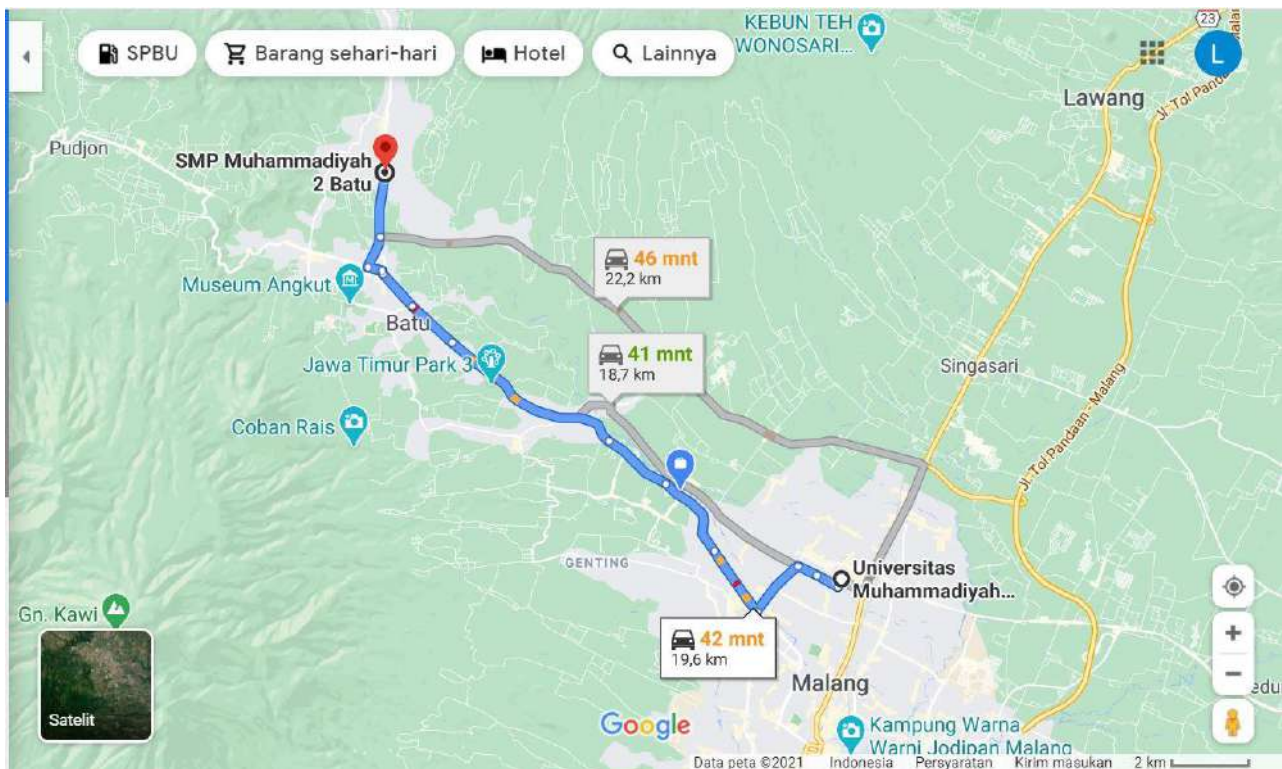 SPBU
Barang sehari-hari
Hotel
Lainnya
KEBUN TEH
WONOSARI...
23
L
Lawang
Jl. Tol Pandaan
Pudjon
SMP Muhammadiyah
2 Batu
46 mnt
22,2 km
Museum Angkut
Batu
41 mnt
18,7 km
Jawa Timur Park 3
Singasari
Coban Rais
Jl. Tol Pandaan - Malang
GENTING
Universitas
Muhammadiyah...
Gn. Kawi
42 mnt
19,6 km
Satelit
Malang
Google
Kampung Warna
Warni Jodipan Malang
Data peta ©2021 Indonesia Persyaratan Kirim masukan 2 km